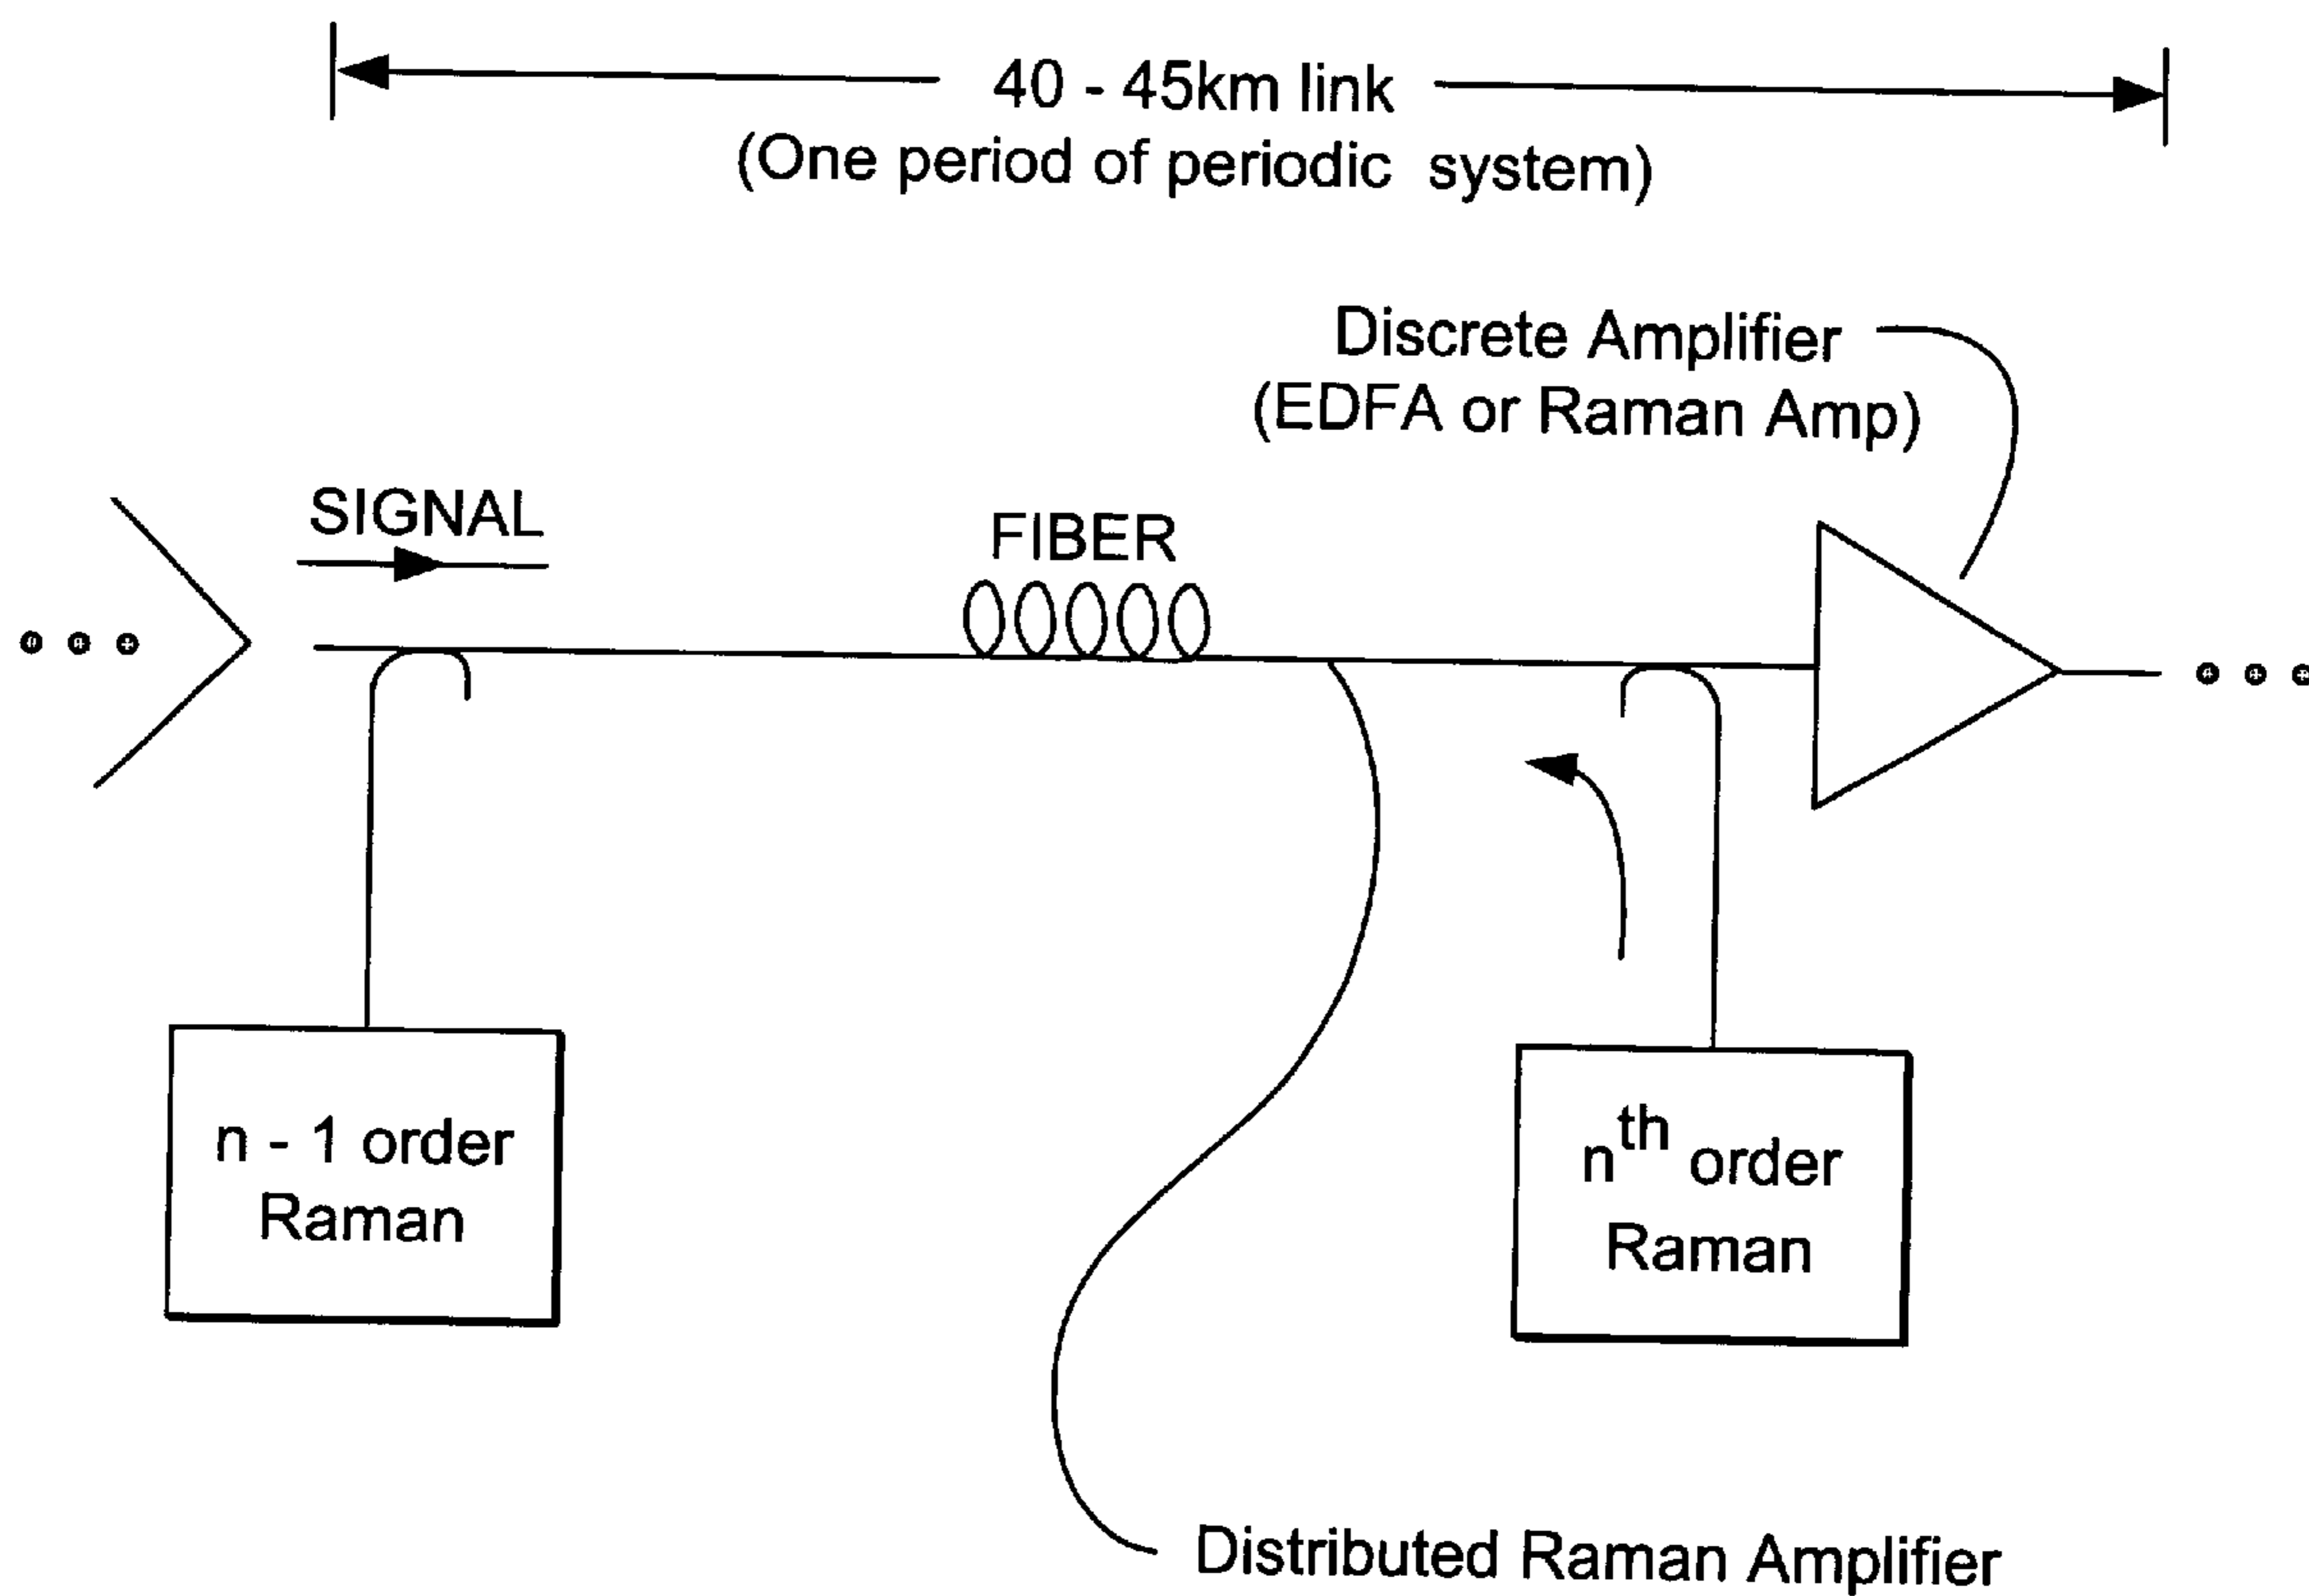 40 - 45km link
(One period of periodic system)
Discrete Amplifier
(EDFA or Raman Amp)
SIGNAL
FIBER
n - 1 order
Raman
nth order
Raman
Distributed Raman Amplifier